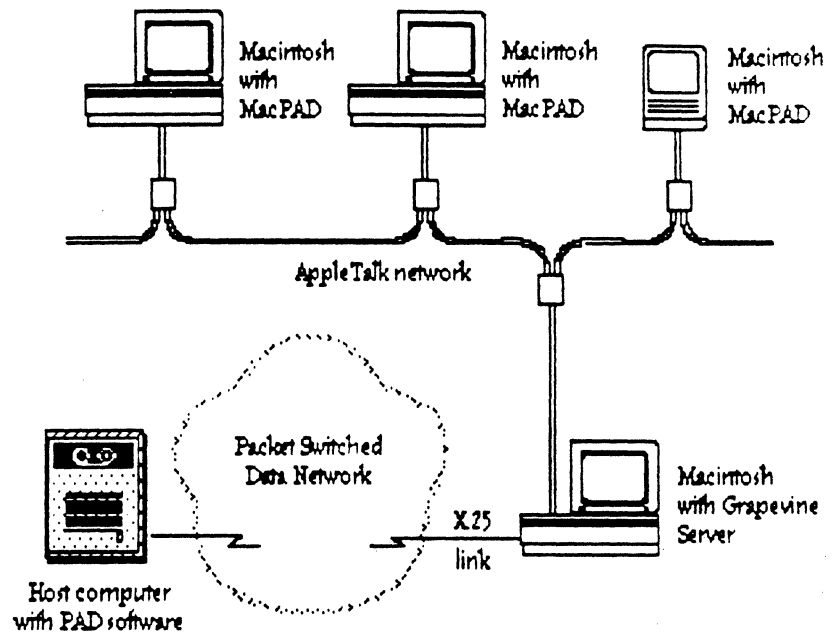 Macintosh
with
MacPAD
Macintosh
with
MacPAD
Macintosh
with
MacPAD
AppleTalk network
Packet Switched
Data Network
X.25
link
Macintosh
with Grapevine
Server
Host computer
with PAD software